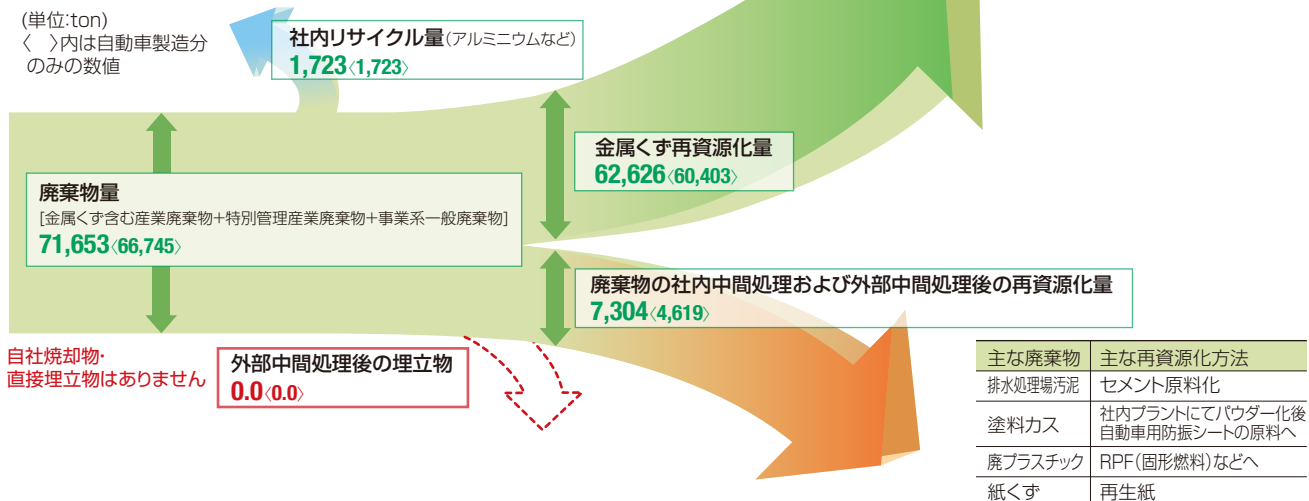 (単位:ton)
〈　〉内は自動車製造分
のみの数値
社内リサイクル量(アルミニウムなど)
1,723〈1,723〉
金属くず再資源化量
62,626〈60,403〉
廃棄物量
[金属くず含む産業廃棄物+特別管理産業廃棄物+事業系一般廃棄物]
71,653〈66,745〉
廃棄物の社内中間処理および外部中間処理後の再資源化量
7,304〈4,619〉
自社焼却物・
直接埋立物はありません
外部中間処理後の埋立物
0.0〈0.0〉
主な廃棄物 主な再資源化方法
排水処理場汚泥 セメント原料化
塗料カス 社内プラントにてパウダー化後
自動車用防振シートの原料へ
廃プラスチック RPF(固形燃料)などへ
紙くず 再生紙